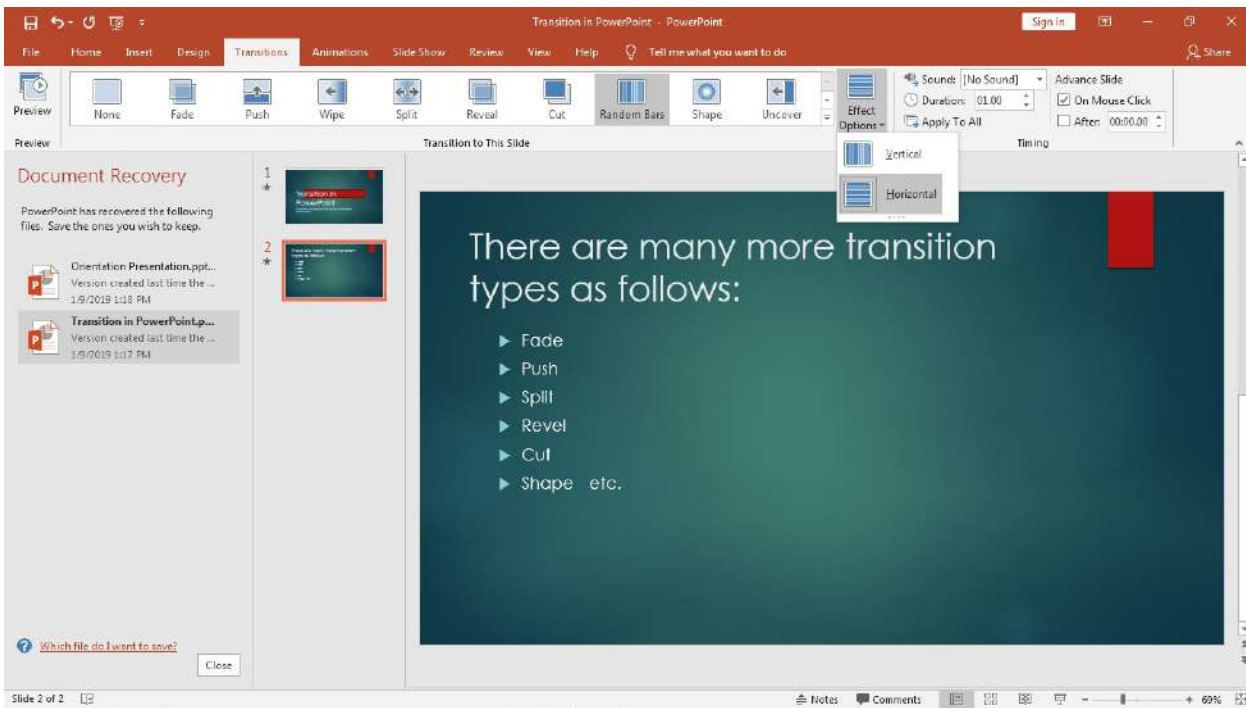 Transition in PowerPoint - PowerPoint
Sign in
File Home Insert Design Transitions Animations Slide Show Review View Help Tell me what you want to do Share
Preview
None Fade Push Wipe Split Reveal Cut Random Bars Shape Uncover
Effect
Options
Sound: [No Sound]
Duration: 01.00
Apply To All
Advance Slide
On Mouse Click
After: 00:00.00
Preview
Transition to This Slide
Timing
Vertical
Horizontal
Document Recovery
PowerPoint has recovered the following
files. Save the ones you wish to keep.
Orientation Presentation.ppt...
Version created last time the ...
1/9/2019 1:18 PM
Transition in PowerPoint.p...
Version created last time the ...
1/9/2019 1:17 PM
Which file do I want to save?
Close
1
Transition in
PowerPoint
2
There are many more transition
types as follows:
Fade
Push
Split
Revel
Cut
Shape etc.
Slide 2 of 2
Notes
Comments
69%